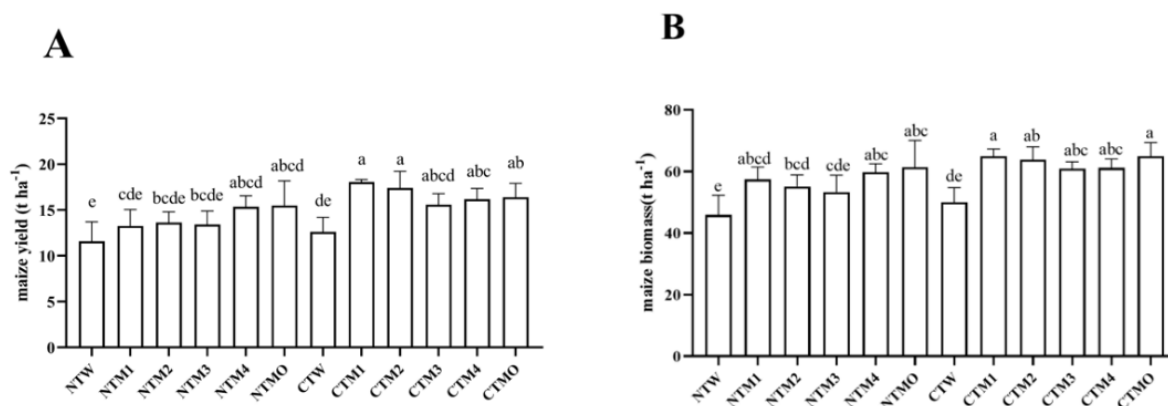 A
maize yield (t ha⁻¹)
25
20
15
10
5
0
e
cde
bcde
bcde
abcd
abcd
de
a
a
abcd
abc
ab
NTW
NTM1
NTM2
NTM3
NTM4
NTMO
CTW
CTM1
CTM2
CTM3
CTM4
CTMO
B
maize biomass(t ha⁻¹)
80
60
40
20
0
e
abcd
bcd
cde
abc
abc
de
a
ab
abc
abc
a
NTW
NTM1
NTM2
NTM3
NTM4
NTMO
CTW
CTM1
CTM2
CTM3
CTM4
CTMO